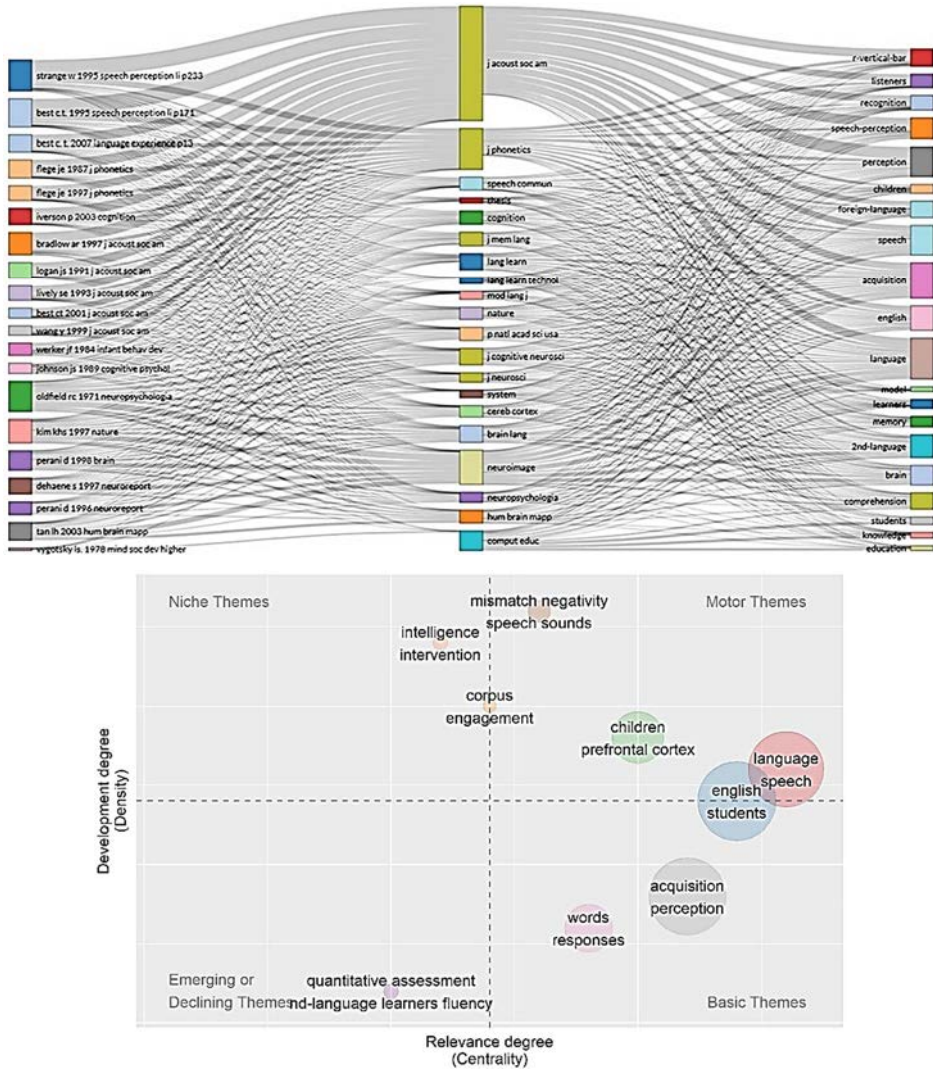 strange w 1995 speech perception li p233
best c.t. 1995 speech perception li p171
best c. t. 2007 language experience p13
flege je 1987 j phonetics
flege je 1997 j phonetics
iverson p 2003 cognition
bradlow ar 1997 j acoust soc am
logan js 1991 j acoust soc am
lively se 1993 j acoust soc am
best ct 2001 j acoust soc am
wang y 1999 j acoust soc am
werker jf 1984 infant behav dev
johnson js 1989 cognitive psychol
oldfield rc 1971 neuropsychologia
kim khs 1997 nature
perani d 1998 brain
dehaene s 1997 neuroreport
perani d 1996 neuroreport
tan lh 2003 hum brain mapp
vygotsky ls. 1978 mind soc dev higher
j acoust soc am
j phonetics
speech commun
thesis
cognition
j mem lang
lang learn
lang learn technol
mod lang j
nature
p natl acad sci usa
j cognitive neurosci
j neurosci
system
cereb cortex
brain lang
neuroimage
neuropsychologia
hum brain mapp
comput educ
r-vertical-bar
listeners
recognition
speech-perception
perception
children
foreign-language
speech
acquisition
english
language
model
learners
memory
2nd-language
brain
comprehension
students
knowledge
education
Niche Themes
mismatch negativity
speech sounds
Motor Themes
intelligence
intervention
corpus
engagement
children
prefrontal cortex
language
speech
english
students
acquisition
perception
words
responses
quantitative assessment
nd-language learners fluency
Emerging or
Declining Themes
Basic Themes
Development degree
(Density)
Relevance degree
(Centrality)